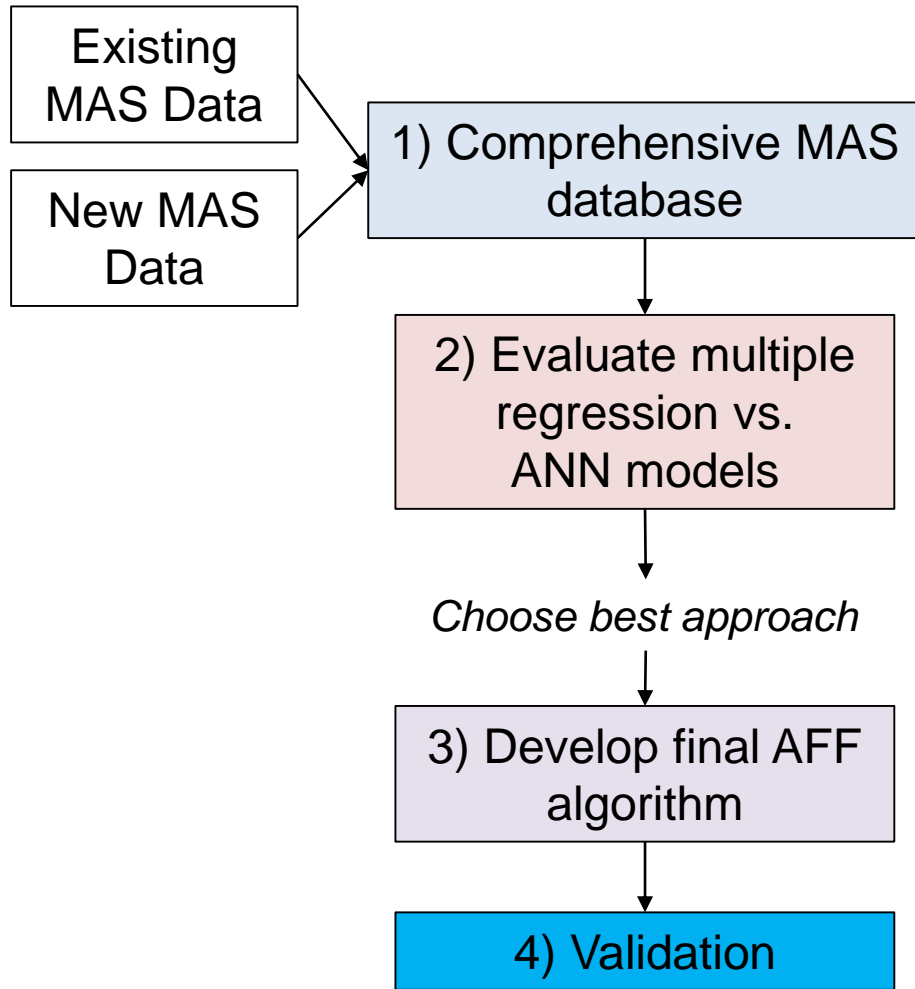 Existing
MAS Data
New MAS
Data
1) Comprehensive MAS
database
2) Evaluate multiple
regression vs.
ANN models
Choose best approach
3) Develop final AFF
algorithm
4) Validation